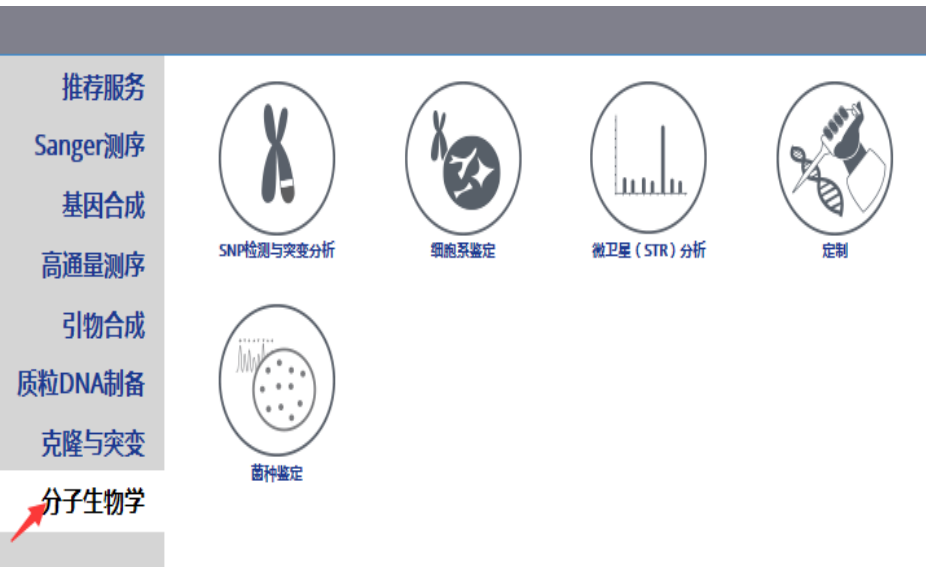 推荐服务
Sanger测序
基因合成
高通量测序
引物合成
质粒DNA制备
克隆与突变
分子生物学
SNP检测与突变分析
细胞系鉴定
微卫星（STR）分析
定制
菌种鉴定